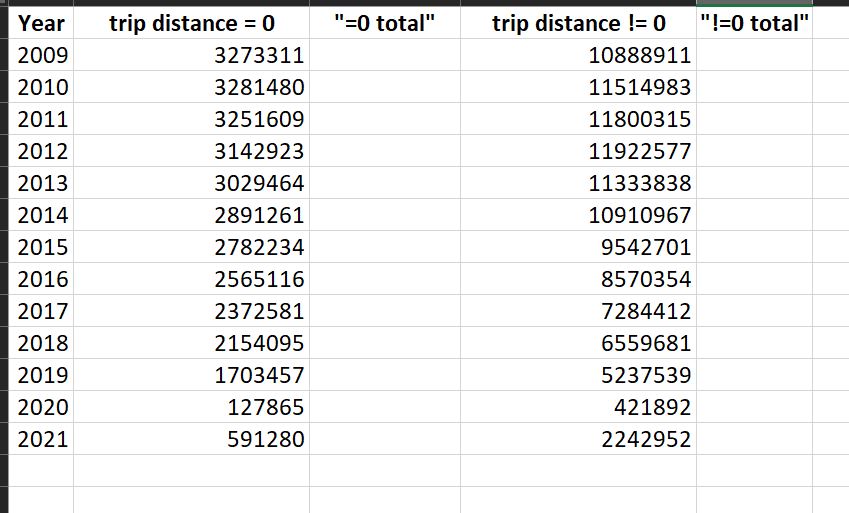 Year trip distance = 0 "=0 total" trip distance != 0 "!=0 total"
2009 3273311 10888911
2010 3281480 11514983
2011 3251609 11800315
2012 3142923 11922577
2013 3029464 11333838
2014 2891261 10910967
2015 2782234 9542701
2016 2565116 8570354
2017 2372581 7284412
2018 2154095 6559681
2019 1703457 5237539
2020 127865 421892
2021 591280 2242952